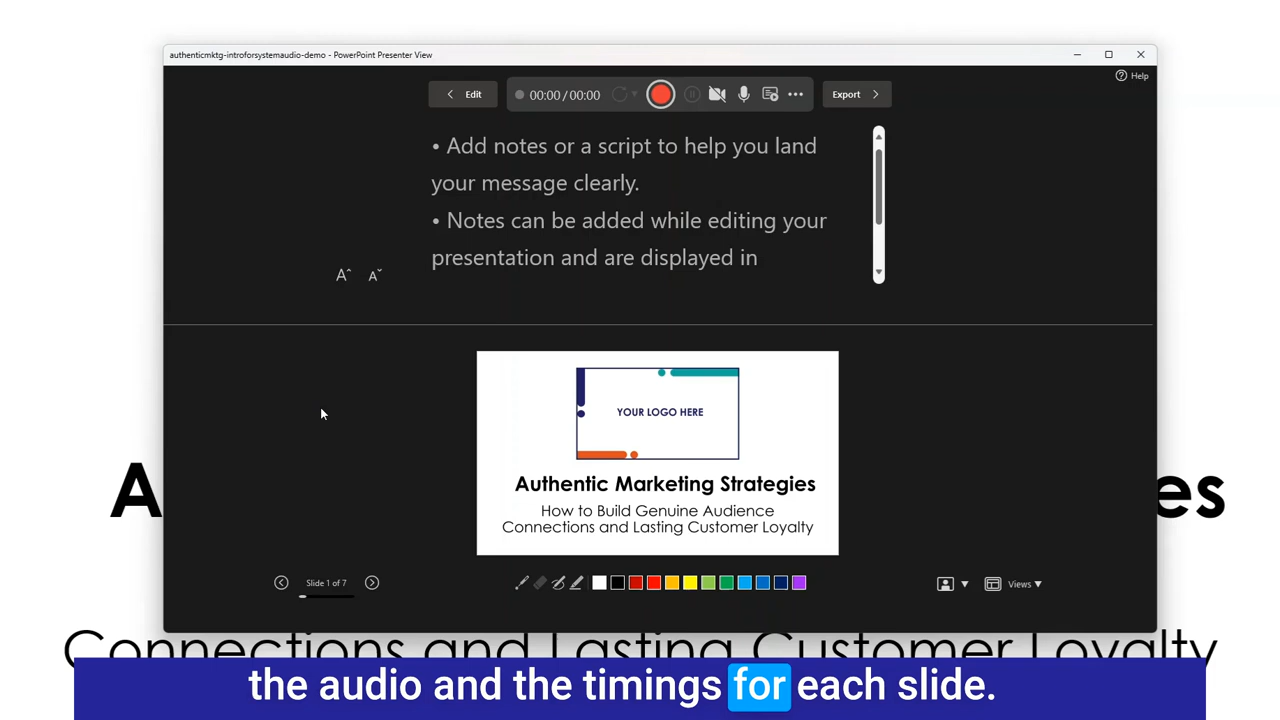 authenticmktg-introforsystemaudio-demo - PowerPoint Presenter View
Help
Edit
00:00 / 00:00
Export
• Add notes or a script to help you land
your message clearly.
• Notes can be added while editing your
presentation and are displayed in
A^ Aˇ
YOUR LOGO HERE
Authentic Marketing Strategies
How to Build Genuine Audience
Connections and Lasting Customer Loyalty
Slide 1 of 7
Views
A
es
Connections and Lasting Customer Loyalty
the audio and the timings for each slide.